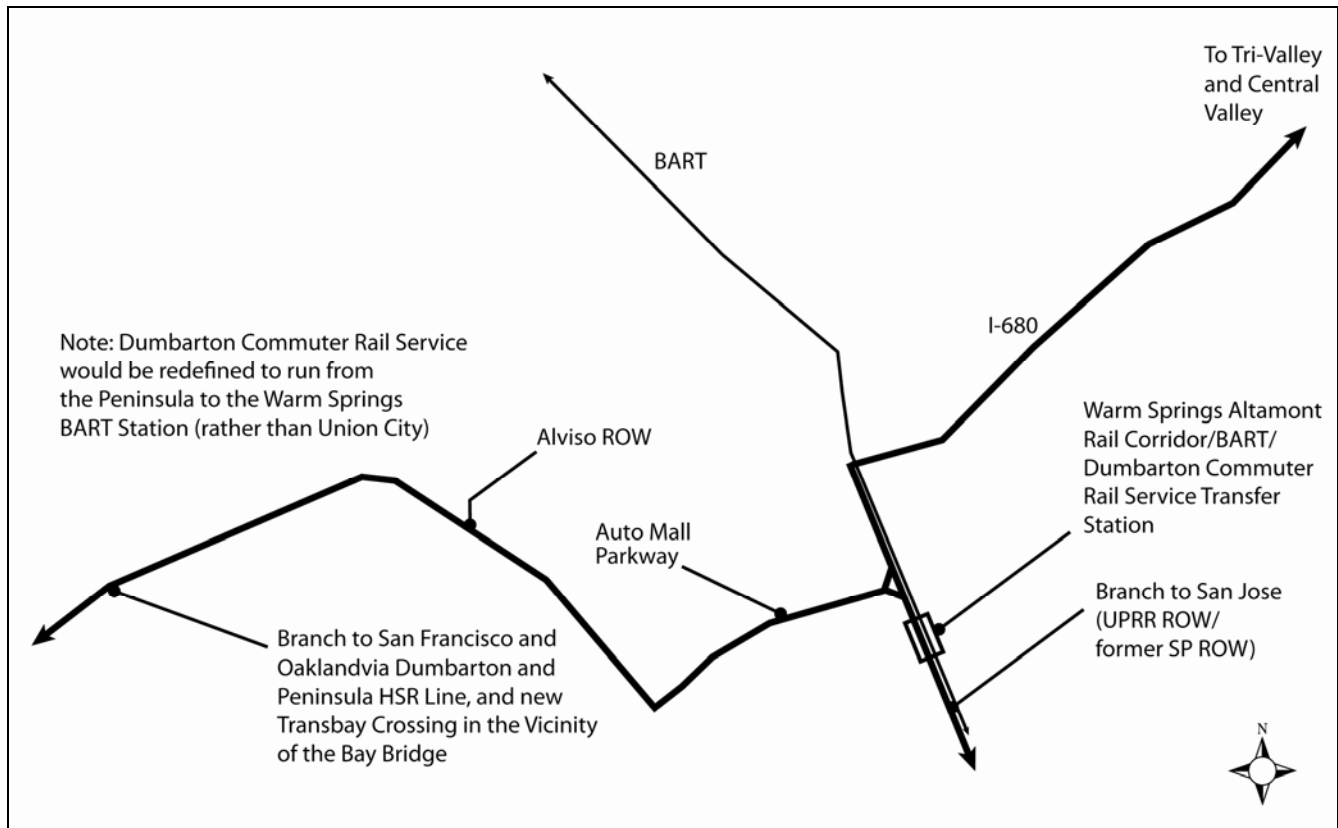 To Tri-Valley
and Central
Valley
BART
I-680
Note: Dumbarton Commuter Rail Service
would be redefined to run from
the Peninsula to the Warm Springs
BART Station (rather than Union City)
Alviso ROW
Warm Springs Altamont
Rail Corridor/BART/
Dumbarton Commuter
Rail Service Transfer
Station
Auto Mall
Parkway
Branch to San Jose
(UPRR ROW/
former SP ROW)
Branch to San Francisco and
Oaklandvia Dumbarton and
Peninsula HSR Line, and new
Transbay Crossing in the Vicinity
of the Bay Bridge
N